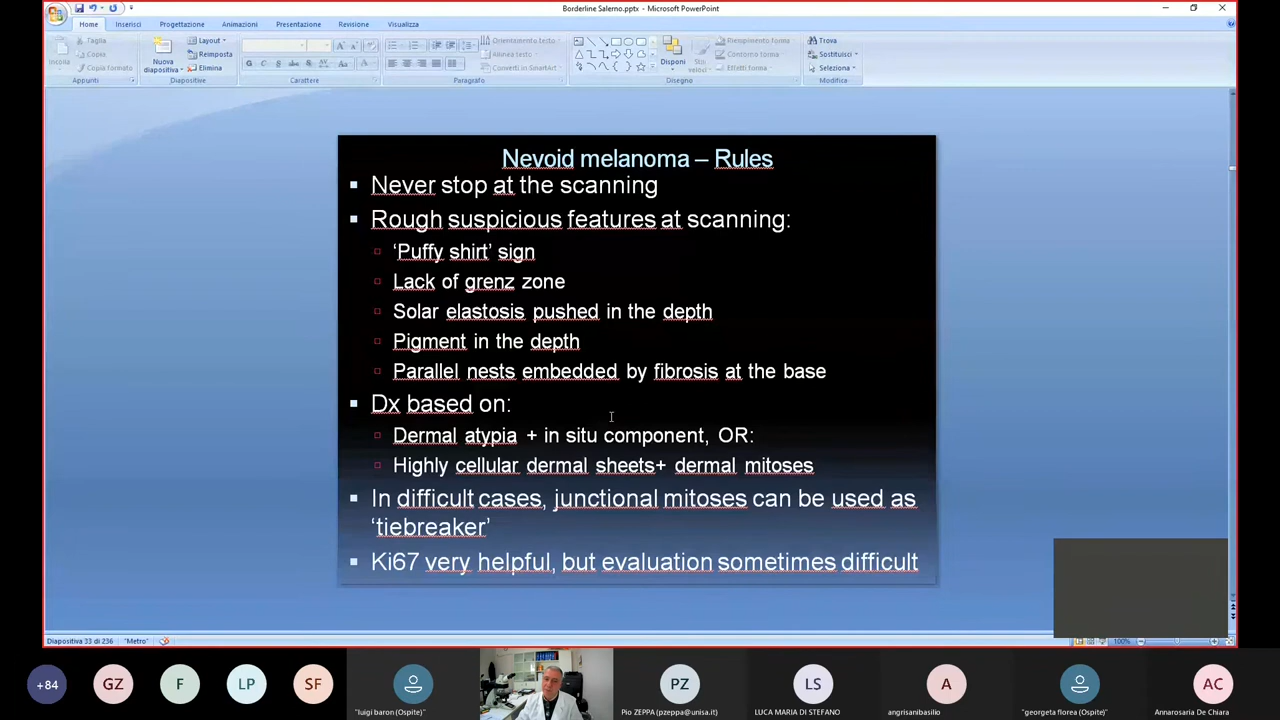 Borderline Salerno.pptx - Microsoft PowerPoint
Home Inserisci Progettazione Animazioni Presentazione Revisione Visualizza
Incolla
Taglia
Copia
Copia formato
Appunti
Nuova diapositiva
Layout
Reimposta
Elimina
Diapositive
Carattere
Paragrafo
Orientamento testo
Allinea testo
Converti in SmartArt
Disponi
Stili veloci
Riempimento forma
Contorno forma
Effetti forma
Disegno
Trova
Sostituisci
Seleziona
Modifica
Nevoid melanoma – Rules
Never stop at the scanning
Rough suspicious features at scanning:
‘Puffy shirt’ sign
Lack of grenz zone
Solar elastosis pushed in the depth
Pigment in the depth
Parallel nests embedded by fibrosis at the base
Dx based on:
Dermal atypia + in situ component, OR:
Highly cellular dermal sheets+ dermal mitoses
In difficult cases, junctional mitoses can be used as
‘tiebreaker’
Ki67 very helpful, but evaluation sometimes difficult
Diapositiva 33 di 236 "Metro" 100%
+84 GZ F LP SF PZ LS A AC
"luigi baron (Ospite)" Pio ZEPPA (pzeppa@unisa.it) LUCA MARIA DI STEFANO angrisanibasilio "georgeta florea (Ospite)" Annarosaria De Chiara